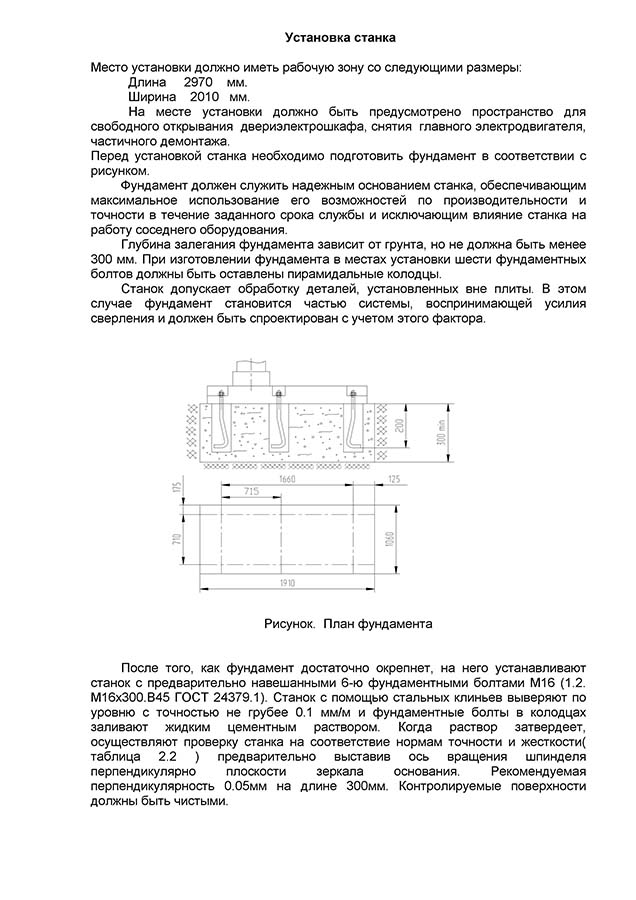 Установка станка
Место установки должно иметь рабочую зону со следующими размеры:
Длина 2970 мм.
Ширина 2010 мм.
На месте установки должно быть предусмотрено пространство для
свободного открывания двериэлектрошкафа, снятия главного электродвигателя,
частичного демонтажа.
Перед установкой станка необходимо подготовить фундамент в соответствии с
рисунком.
Фундамент должен служить надежным основанием станка, обеспечивающим
максимальное использование его возможностей по производительности и
точности в течение заданного срока службы и исключающим влияние станка на
работу соседнего оборудования.
Глубина залегания фундамента зависит от грунта, но не должна быть менее
300 мм. При изготовлении фундамента в местах установки шести фундаментных
болтов должны быть оставлены пирамидальные колодцы.
Станок допускает обработку деталей, установленных вне плиты. В этом
случае фундамент становится частью системы, воспринимающей усилия
сверления и должен быть спроектирован с учетом этого фактора.
200
300 min
1660
125
715
175
710
1060
1910
Рисунок. План фундамента
После того, как фундамент достаточно окрепнет, на него устанавливают
станок с предварительно навешанными 6-ю фундаментными болтами М16 (1.2.
М16х300.В45 ГОСТ 24379.1). Станок с помощью стальных клиньев выверяют по
уровню с точностью не грубее 0.1 мм/м и фундаментные болты в колодцах
заливают жидким цементным раствором. Когда раствор затвердеет,
осуществляют проверку станка на соответствие нормам точности и жесткости(
таблица 2.2 ) предварительно выставив ось вращения шпинделя
перпендикулярно плоскости зеркала основания. Рекомендуемая
перпендикулярность 0.05мм на длине 300мм. Контролируемые поверхности
должны быть чистыми.